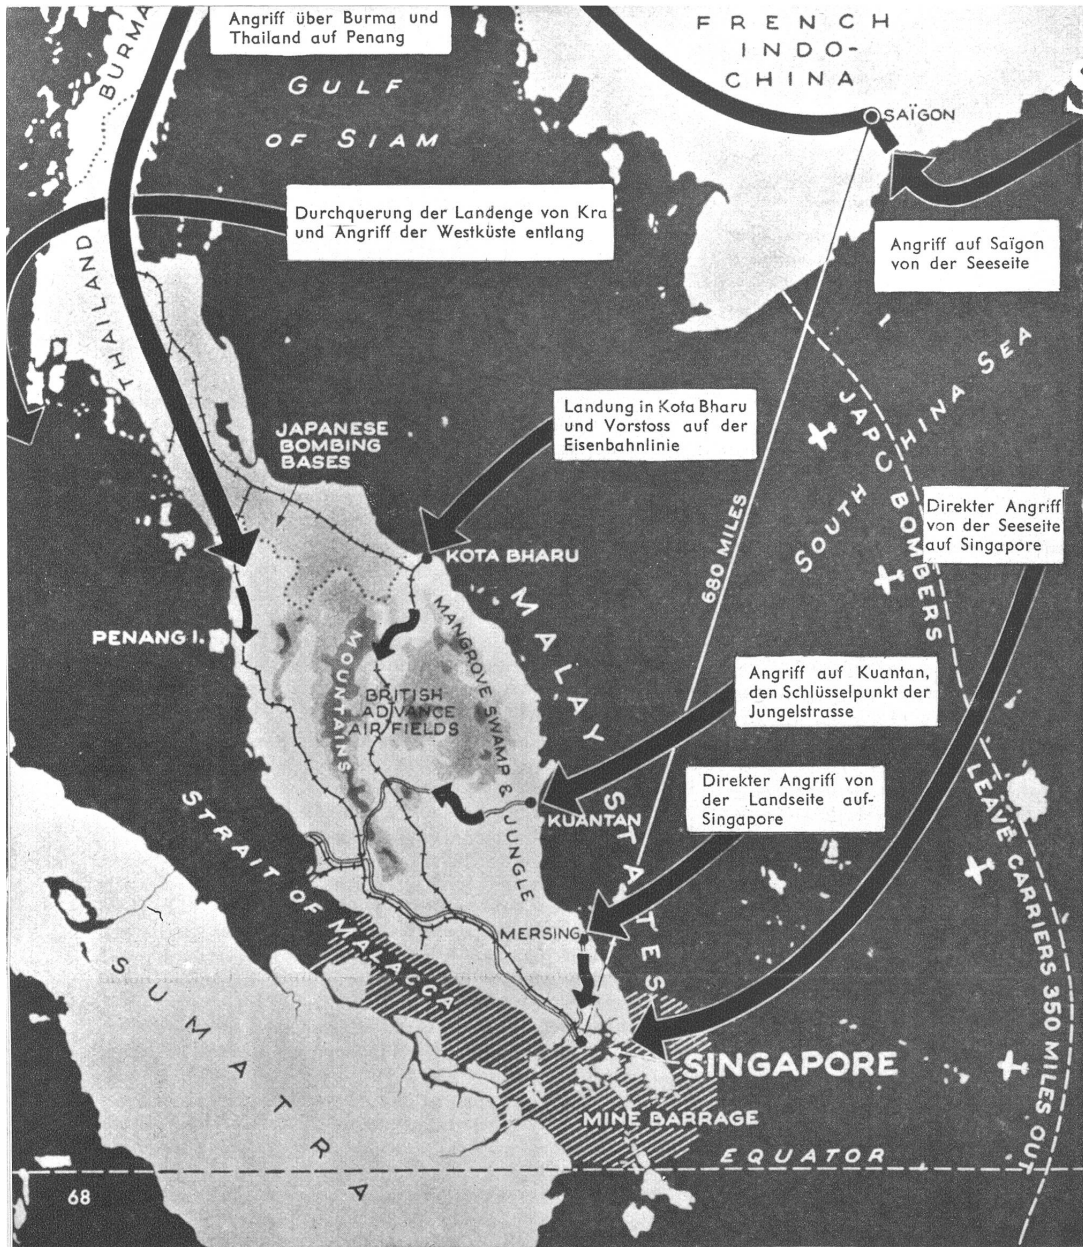 Angriff über Burma und
Thailand auf Penang
BURMA
GULF
OF SIAM
FRENCH
INDO-
CHINA
SAÏGON
Durchquerung der Landenge von Kra
und Angriff der Westküste entlang
Angriff auf Saïgon
von der Seeseite
THAILAND
JAPANESE
BOMBING
BASES
Landung in Kota Bharu
und Vorstoss auf der
Eisenbahnlinie
SOUTH CHINA SEA
JAP BOMBERS
LEAVE CARRIERS 350 MILES OUT
680 MILES
Direkter Angriff
von der Seeseite
auf Singapore
KOTA BHARU
PENANG I.
MALAY STATES
MOUNTAINS
MANGROVE SWAMP &
JUNGLE
BRITISH
ADVANCE
AIR FIELDS
Angriff auf Kuantan,
den Schlüsselpunkt der
Jungelstrasse
Direkter Angriff von
der Landseite auf-
Singapore
KUANTAN
STRAIT OF MALACCA
MERSING
SUMATRA
SINGAPORE
MINE BARRAGE
EQUATOR
68